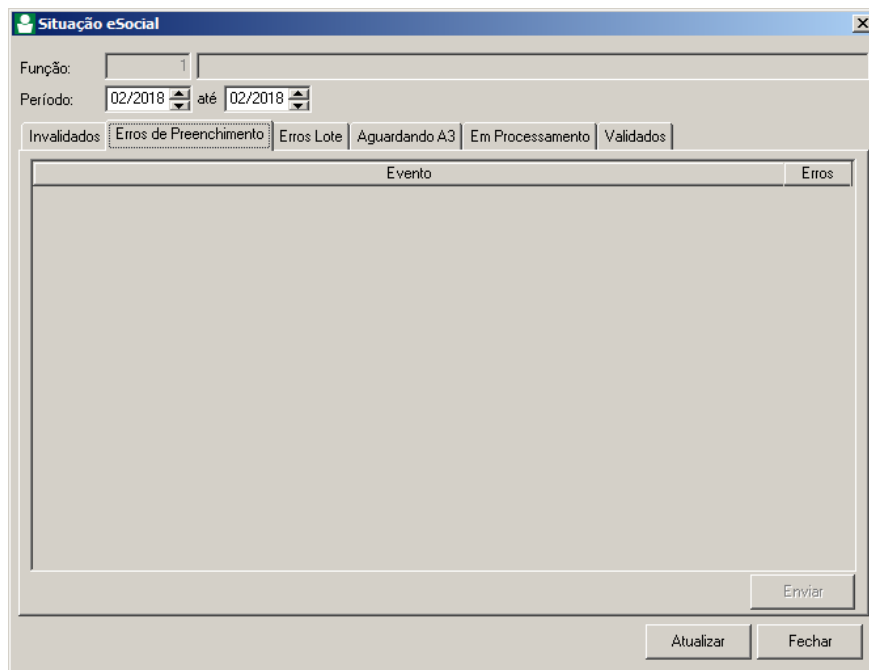 Situação eSocial
Função: 1
Período: 02/2018 até 02/2018
Invalidados Erros de Preenchimento Erros Lote Aguardando A3 Em Processamento Validados
Evento Erros
Enviar
Atualizar Fechar